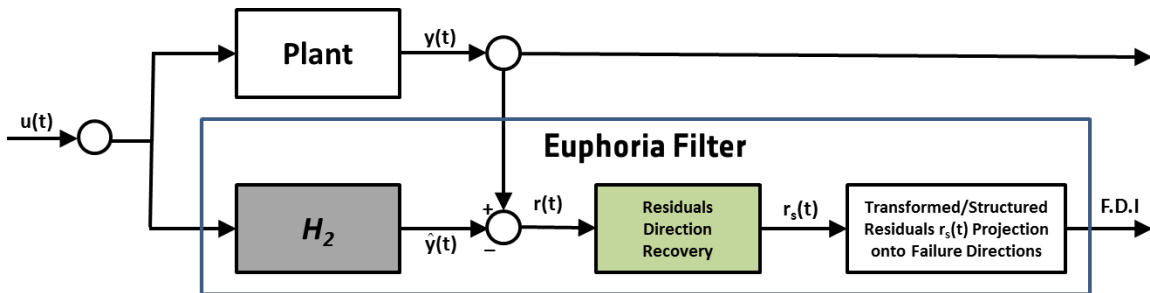 Plant
y(t)
u(t)
Euphoria Filter
H₂
ŷ(t)
+
−
r(t)
Residuals
Direction
Recovery
rₛ(t)
Transformed/Structured
Residuals rₛ(t) Projection
onto Failure Directions
F.D.I